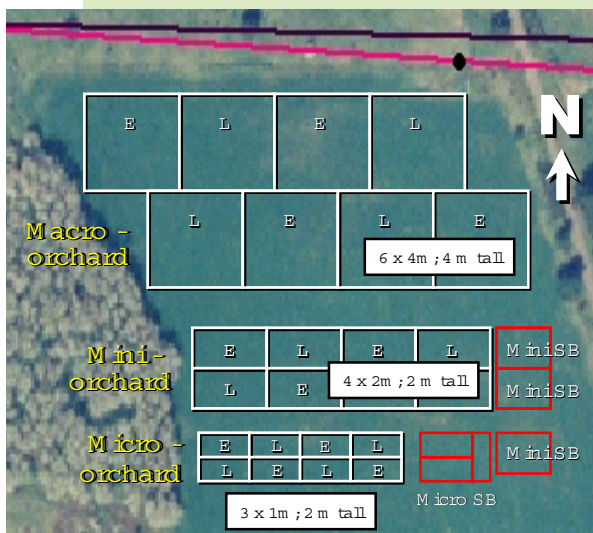 N
E L E L
L E L E
Macro -
orchard
6 x 4m ; 4 m tall
E L E L MiniSB
Mini-
orchard
L E MiniSB
4 x 2m ; 2 m tall
Micro -
orchard
E L E L MiniSB
L E L E
Micro SB
3 x 1m ; 2m tall